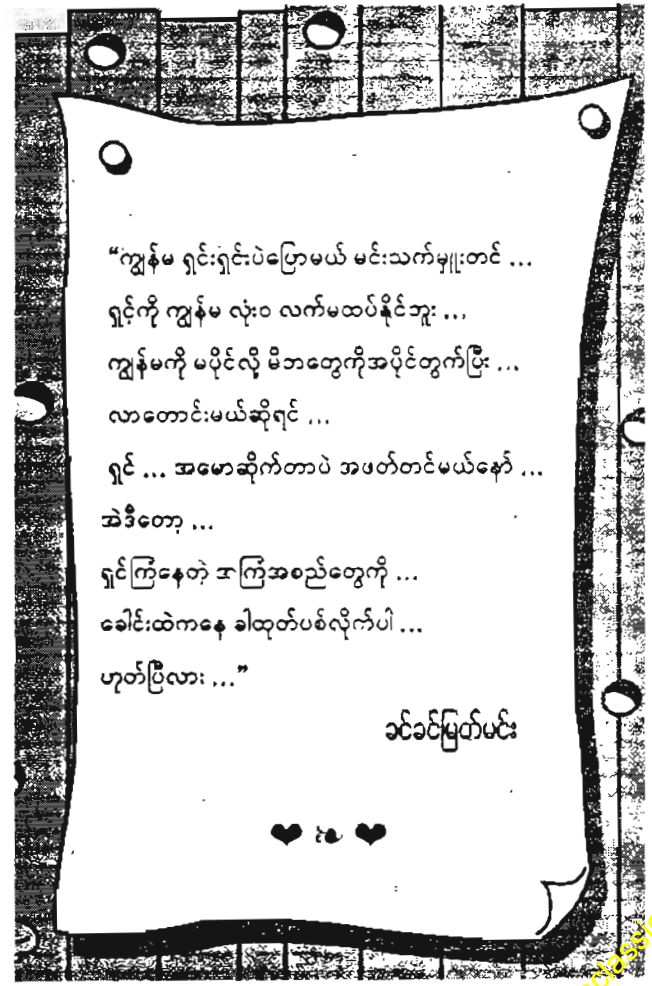 “ကျွန်မ ရှင်းရှင်းပဲပြောမယ် မင်းသက်မှူးတင် ...
ရှင့်ကို ကျွန်မ လုံးဝ လက်မထပ်နိုင်ဘူး ...
ကျွန်မကို မပိုင်လို့ မိဘတွေကိုအပိုင်တွက်ပြီး ...
လာတောင်းမယ်ဆိုရင် ...
ရှင် ... အမောဆိုက်တာပဲ အဖတ်တင်မယ်နော် ...
အဲဒီတော့ ...
ရှင်ကြံနေတဲ့ အကြံအစည်တွေကို ...
ခေါင်းထဲကနေ ခါထုတ်ပစ်လိုက်ပါ ...
ဟုတ်ပြီလား ...”
ခင်ခင်မြတ်မင်း